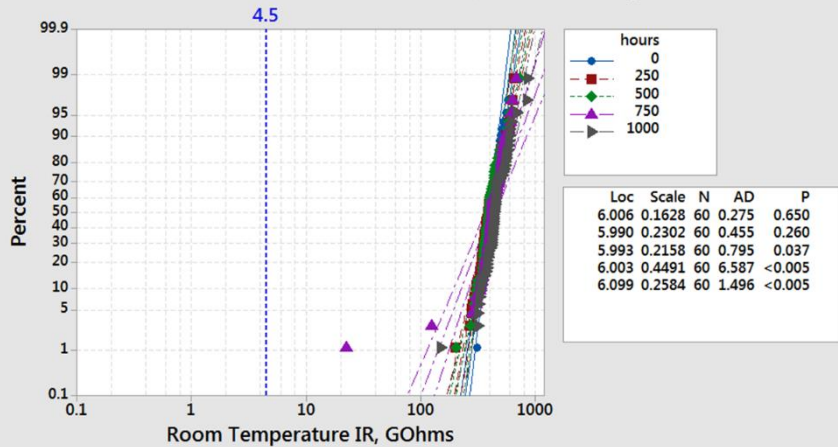 4.5
99.9
99
95
90
80
70
60
50
40
30
20
10
5
1
0.1
Percent
0.1 1 10 100 1000
Room Temperature IR, GOhms
hours
0
250
500
750
1000
Loc Scale N AD P
6.006 0.1628 60 0.275 0.650
5.990 0.2302 60 0.455 0.260
5.993 0.2158 60 0.795 0.037
6.003 0.4491 60 6.587 <0.005
6.099 0.2584 60 1.496 <0.005